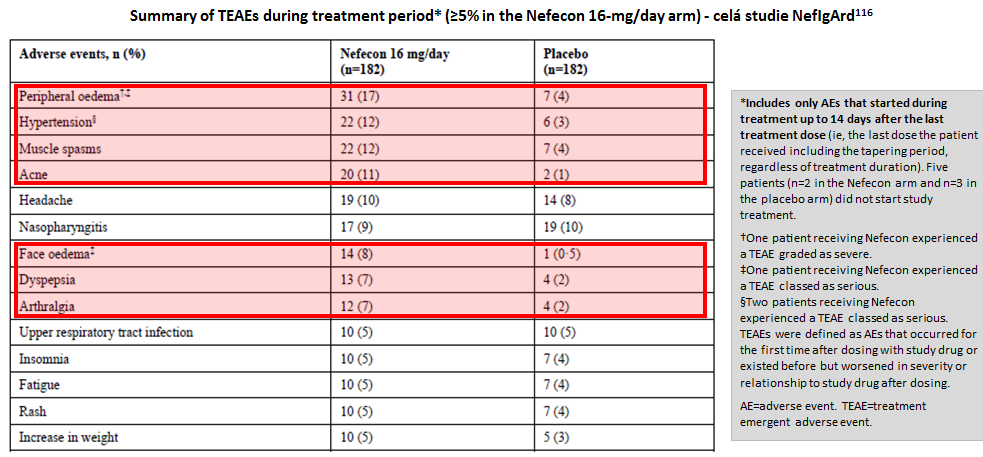 Summary of TEAEs during treatment period* (≥5% in the Nefecon 16-mg/day arm) - celá studie NefIgArd116
Adverse events, n (%) Nefecon 16 mg/day (n=182) Placebo (n=182)
Peripheral oedema†‡ 31 (17) 7 (4)
Hypertension§ 22 (12) 6 (3)
Muscle spasms 22 (12) 7 (4)
Acne 20 (11) 2 (1)
Headache 19 (10) 14 (8)
Nasopharyngitis 17 (9) 19 (10)
Face oedema‡ 14 (8) 1 (0·5)
Dyspepsia 13 (7) 4 (2)
Arthralgia 12 (7) 4 (2)
Upper respiratory tract infection 10 (5) 10 (5)
Insomnia 10 (5) 7 (4)
Fatigue 10 (5) 7 (4)
Rash 10 (5) 7 (4)
Increase in weight 10 (5) 5 (3)
*Includes only AEs that started during
treatment up to 14 days after the last
treatment dose (ie, the last dose the patient
received including the tapering period,
regardless of treatment duration). Five
patients (n=2 in the Nefecon arm and n=3 in
the placebo arm) did not start study
treatment.
†One patient receiving Nefecon experienced
a TEAE graded as severe.
‡One patient receiving Nefecon experienced
a TEAE classed as serious.
§Two patients receiving Nefecon
experienced a TEAE classed as serious.
TEAEs were defined as AEs that occurred for
the first time after dosing with study drug or
existed before but worsened in severity or
relationship to study drug after dosing.
AE=adverse event. TEAE=treatment
emergent adverse event.